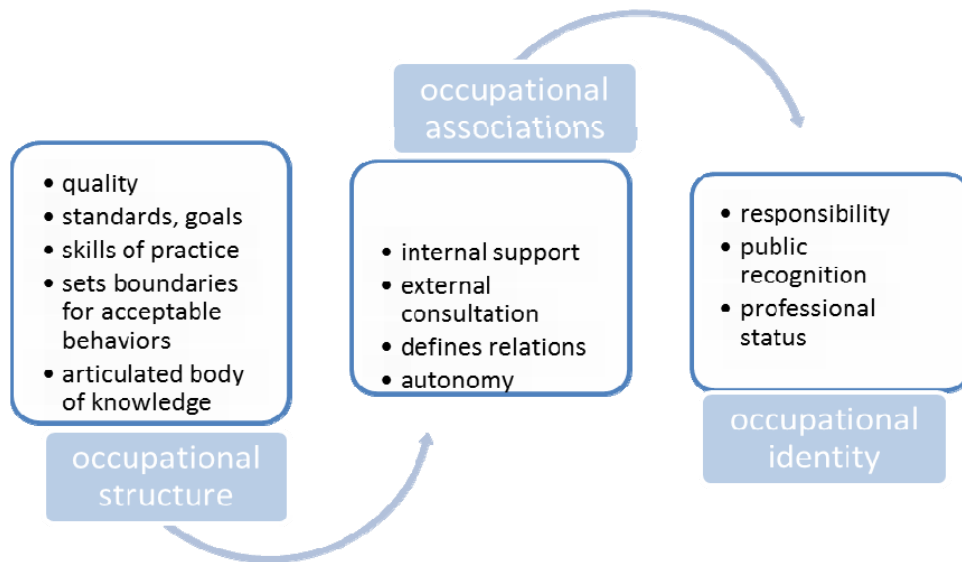 • quality
• standards, goals
• skills of practice
• sets boundaries
for acceptable
behaviors
• articulated body
of knowledge
occupational
structure
occupational
associations
• internal support
• external
consultation
• defines relations
• autonomy
• responsibility
• public
recognition
• professional
status
occupational
identity